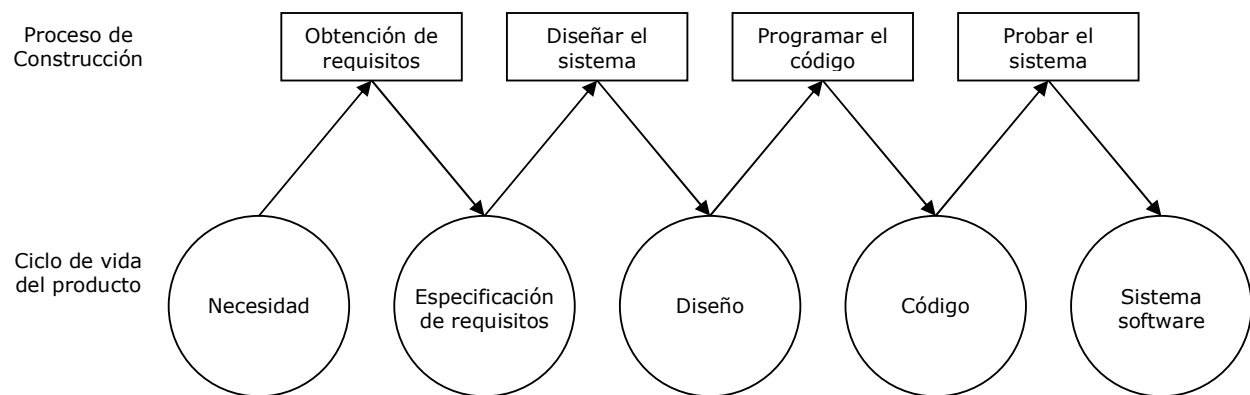 Proceso de
Construcción
Obtención de
requisitos
Diseñar el
sistema
Programar el
código
Probar el
sistema
Ciclo de vida
del producto
Necesidad
Especificación
de requisitos
Diseño
Código
Sistema
software